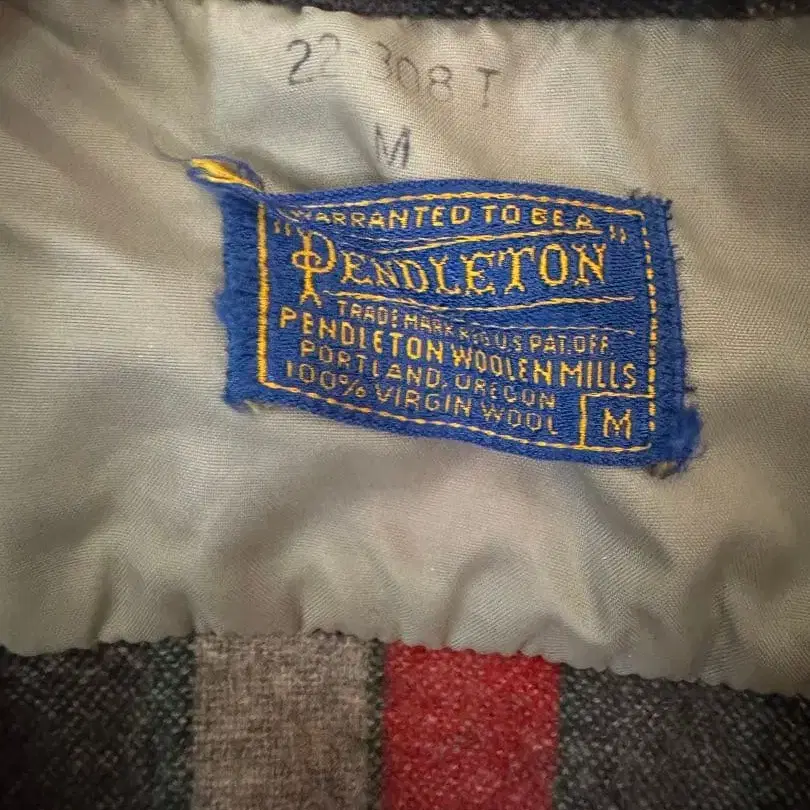 22-308 T
M
WARRANTED TO BE A
"PENDLETON"
TRADE MARK REG U.S PAT. OFF.
PENDLETON WOOLEN MILLS
PORTLAND, OREGON
100% VIRGIN WOOL
M